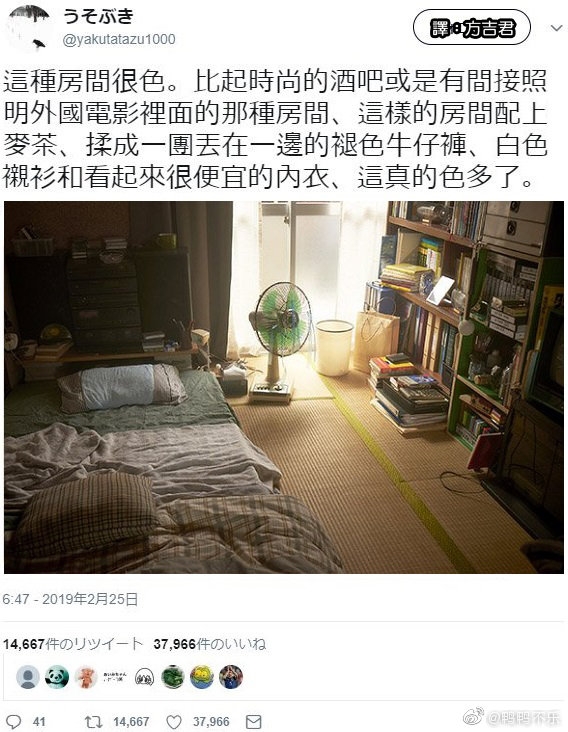 うそぶき
@yakutatazu1000
譯⊕方吉君
這種房間很色。比起時尚的酒吧或是有間接照
明外國電影裡面的那種房間、這樣的房間配上
麥茶、揉成一團丟在一邊的褪色牛仔褲、白色
襯衫和看起來很便宜的內衣、這真的色多了。
6:47 - 2019年2月25日
14,667件のリツイート 37,966件のいいね
41 14,667 37,966
@鸭鸭不乐